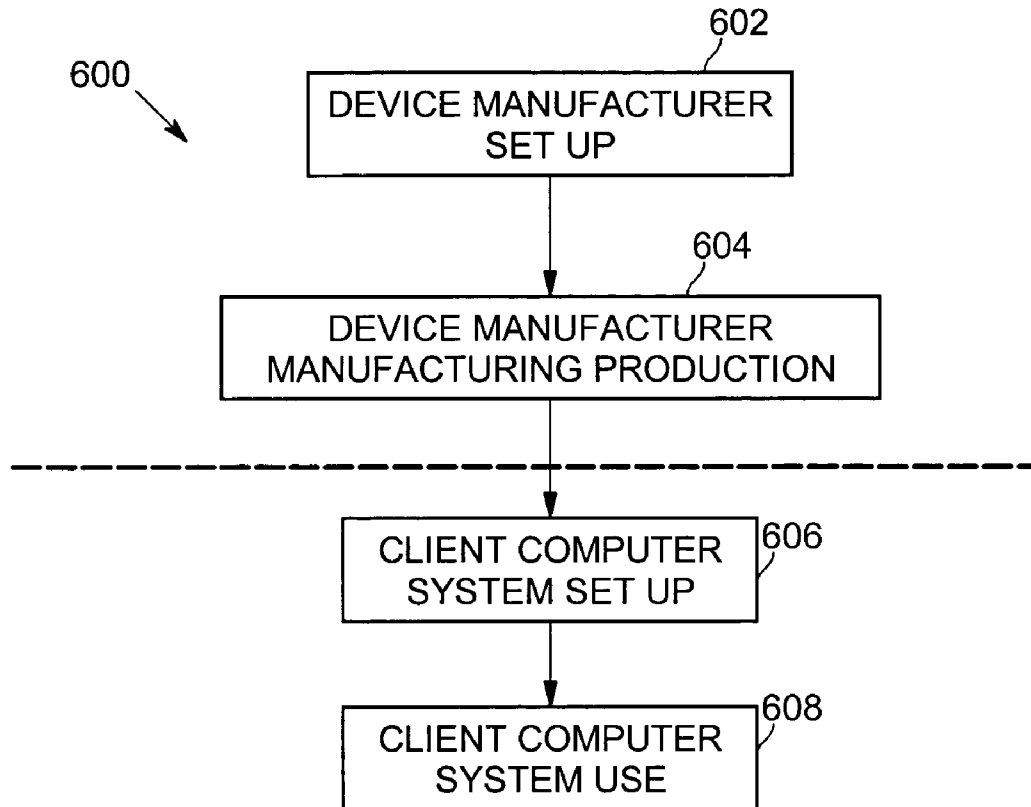 602
600
DEVICE MANUFACTURER
SET UP
604
DEVICE MANUFACTURER
MANUFACTURING PRODUCTION
606
CLIENT COMPUTER
SYSTEM SET UP
608
CLIENT COMPUTER
SYSTEM USE